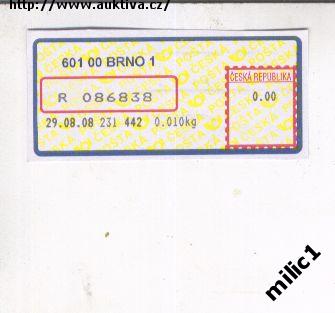 http://www.auktiva.cz/
601 00 BRNO 1
ČESKÁ REPUBLIKA
R 086838
0.00
29.08.08 231 442 0.010kg
milic1